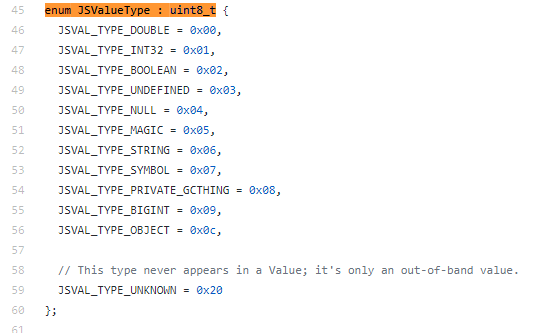 45 enum JSValueType : uint8_t {
46 JSVAL_TYPE_DOUBLE = 0x00,
47 JSVAL_TYPE_INT32 = 0x01,
48 JSVAL_TYPE_BOOLEAN = 0x02,
49 JSVAL_TYPE_UNDEFINED = 0x03,
50 JSVAL_TYPE_NULL = 0x04,
51 JSVAL_TYPE_MAGIC = 0x05,
52 JSVAL_TYPE_STRING = 0x06,
53 JSVAL_TYPE_SYMBOL = 0x07,
54 JSVAL_TYPE_PRIVATE_GCTHING = 0x08,
55 JSVAL_TYPE_BIGINT = 0x09,
56 JSVAL_TYPE_OBJECT = 0x0c,
57
58 // This type never appears in a Value; it's only an out-of-band value.
59 JSVAL_TYPE_UNKNOWN = 0x20
60 };
61